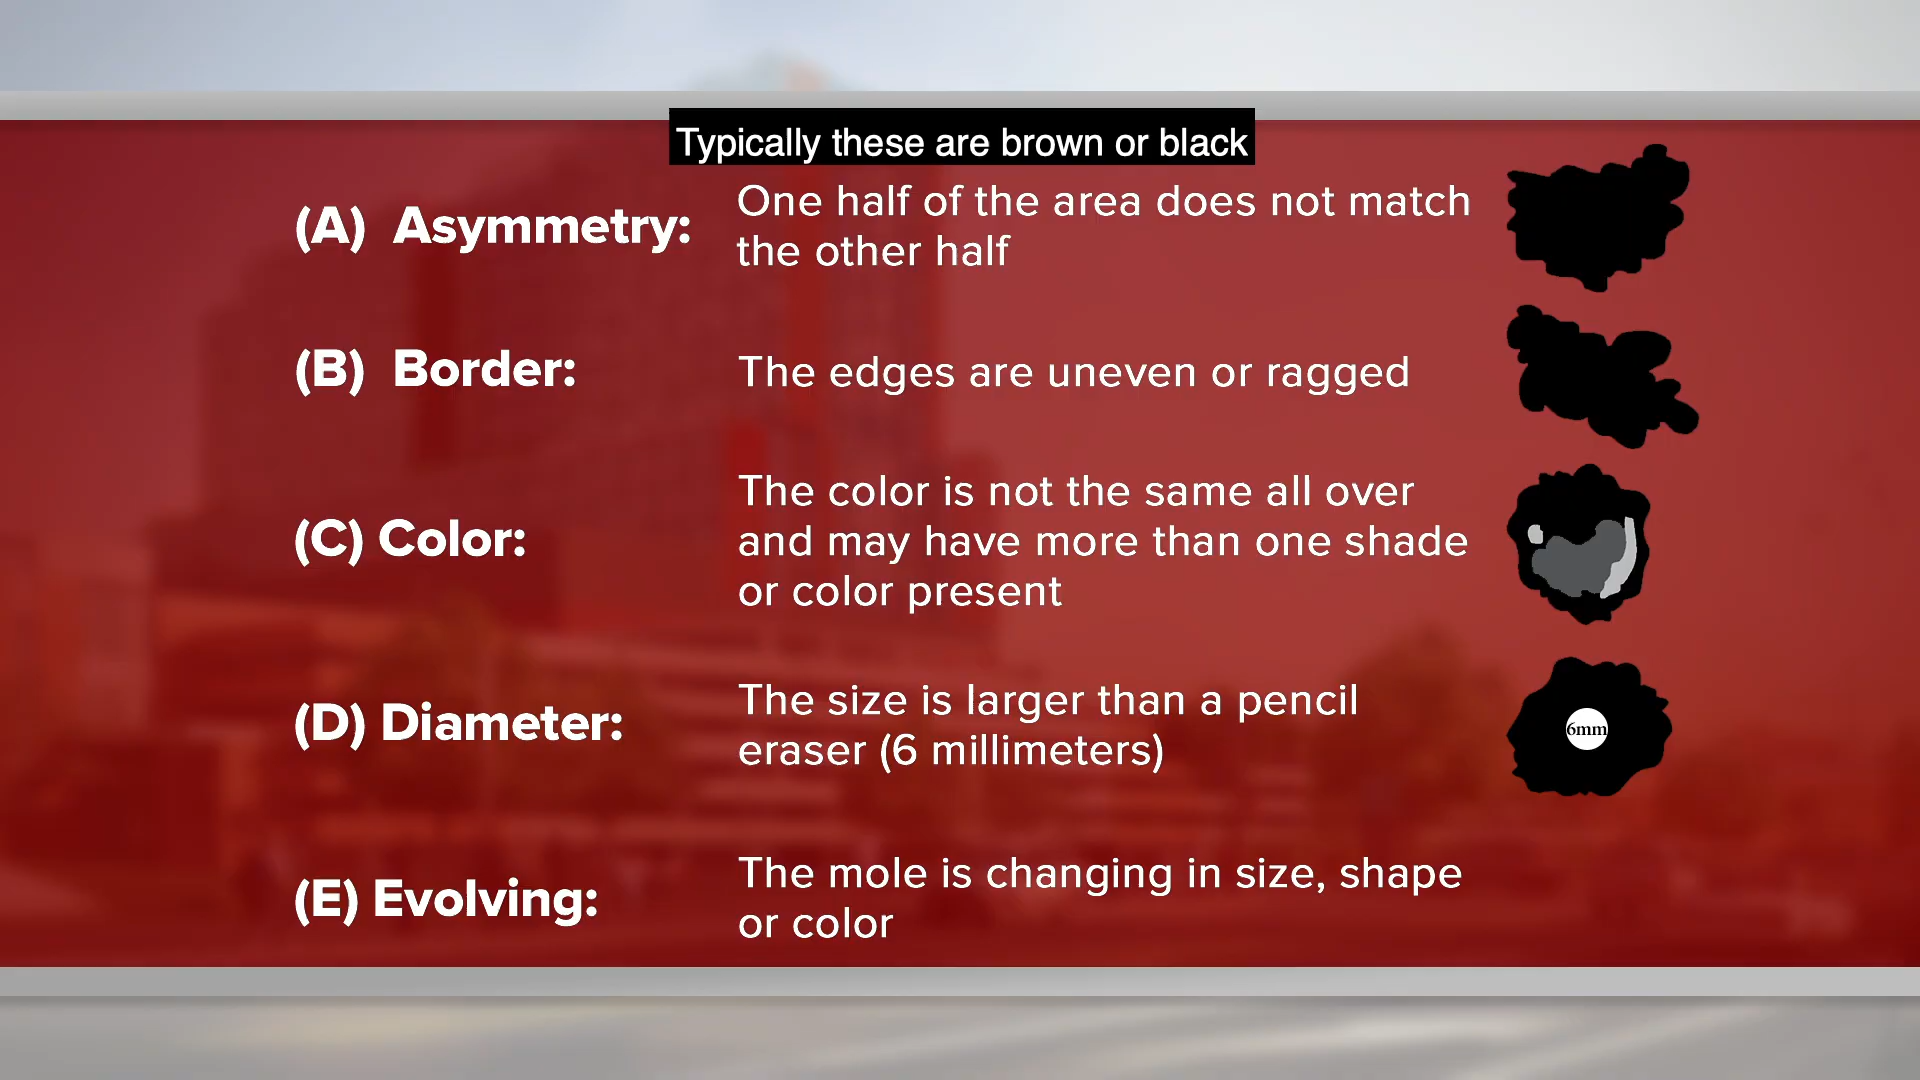 Typically these are brown or black
(A) Asymmetry:
One half of the area does not match
the other half
(B) Border:
The edges are uneven or ragged
(C) Color:
The color is not the same all over
and may have more than one shade
or color present
(D) Diameter:
The size is larger than a pencil
eraser (6 millimeters)
6mm
(E) Evolving:
The mole is changing in size, shape
or color